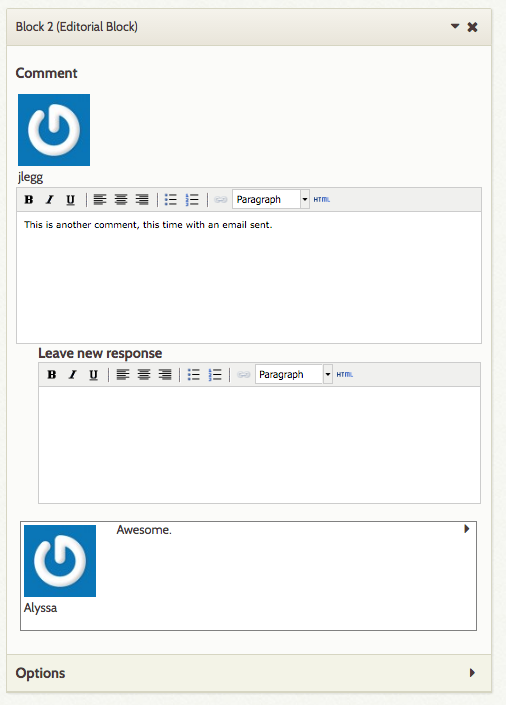 Block 2 (Editorial Block)
Comment
jlegg
B I U Paragraph HTML
This is another comment, this time with an email sent.
Leave new response
B I U Paragraph HTML
Awesome.
Alyssa
Options